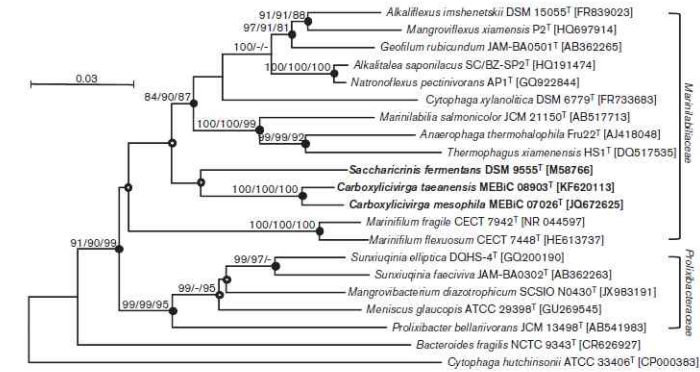 91/91/88
Alkaliflexus imshenetskii DSM 15055T [FR839023]
97/91/81
Mangroviflexus xiamensis P2T [HQ697914]
Geofilum rubicundum JAM-BA0501T [AB362265]
100/-/-
100/100/100
Alkalitalea saponilacus SC/BZ-SP2T [HQ191474]
Natronoflexus pectinivorans AP1T [GQ922844]
0.03
84/90/87
Cytophaga xylanolitica DSM 6779T [FR733683]
Marinilabilia salmonicolor JCM 21150T [AB517713]
100/100/99
Anaerophaga thermohalophila Fru22T [AJ418048]
99/99/92
Thermophagus xiamenensis HS1T [DQ517535]
Marinilabiliaceae
Saccharicrinis fermentans DSM 9555T [M58766]
Carboxylicivirga taeanensis MEBiC 08903T [KF620113]
100/100/100
Carboxylicivirga mesophila MEBiC 07026T [JQ672625]
Marinifilum fragile CECT 7942T [NR 044597]
100/100/100
Marinifilum flexuosum CECT 7448T [HE613737]
91/90/99
Sunxiuqinia elliptica DQHS-4T [GQ200190]
99/97/-
Sunxiuqinia faeciviva JAM-BA0302T [AB362263]
99/-/95
Mangrovibacterium diazotrophicum SCSIO N0430T [JX983191]
Meniscus glaucopis ATCC 29398T [GU269545]
99/99/95
Prolixibacter bellariivorans JCM 13498T [AB541983]
Prolixibacteraceae
Bacteroides fragilis NCTC 9343T [CR626927]
Cytophaga hutchinsonii ATCC 33406T [CP000383]